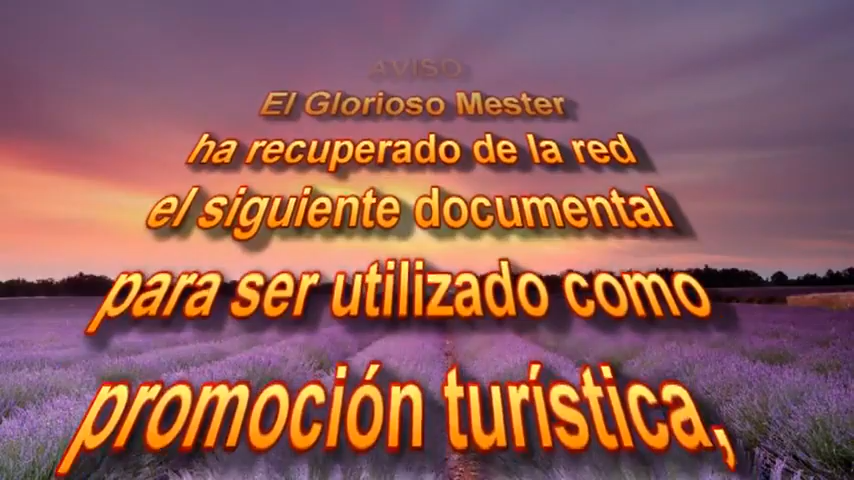 AVISO
El Glorioso Mester
ha recuperado de la red
el siguiente documental
para ser utilizado como
promoción turística,